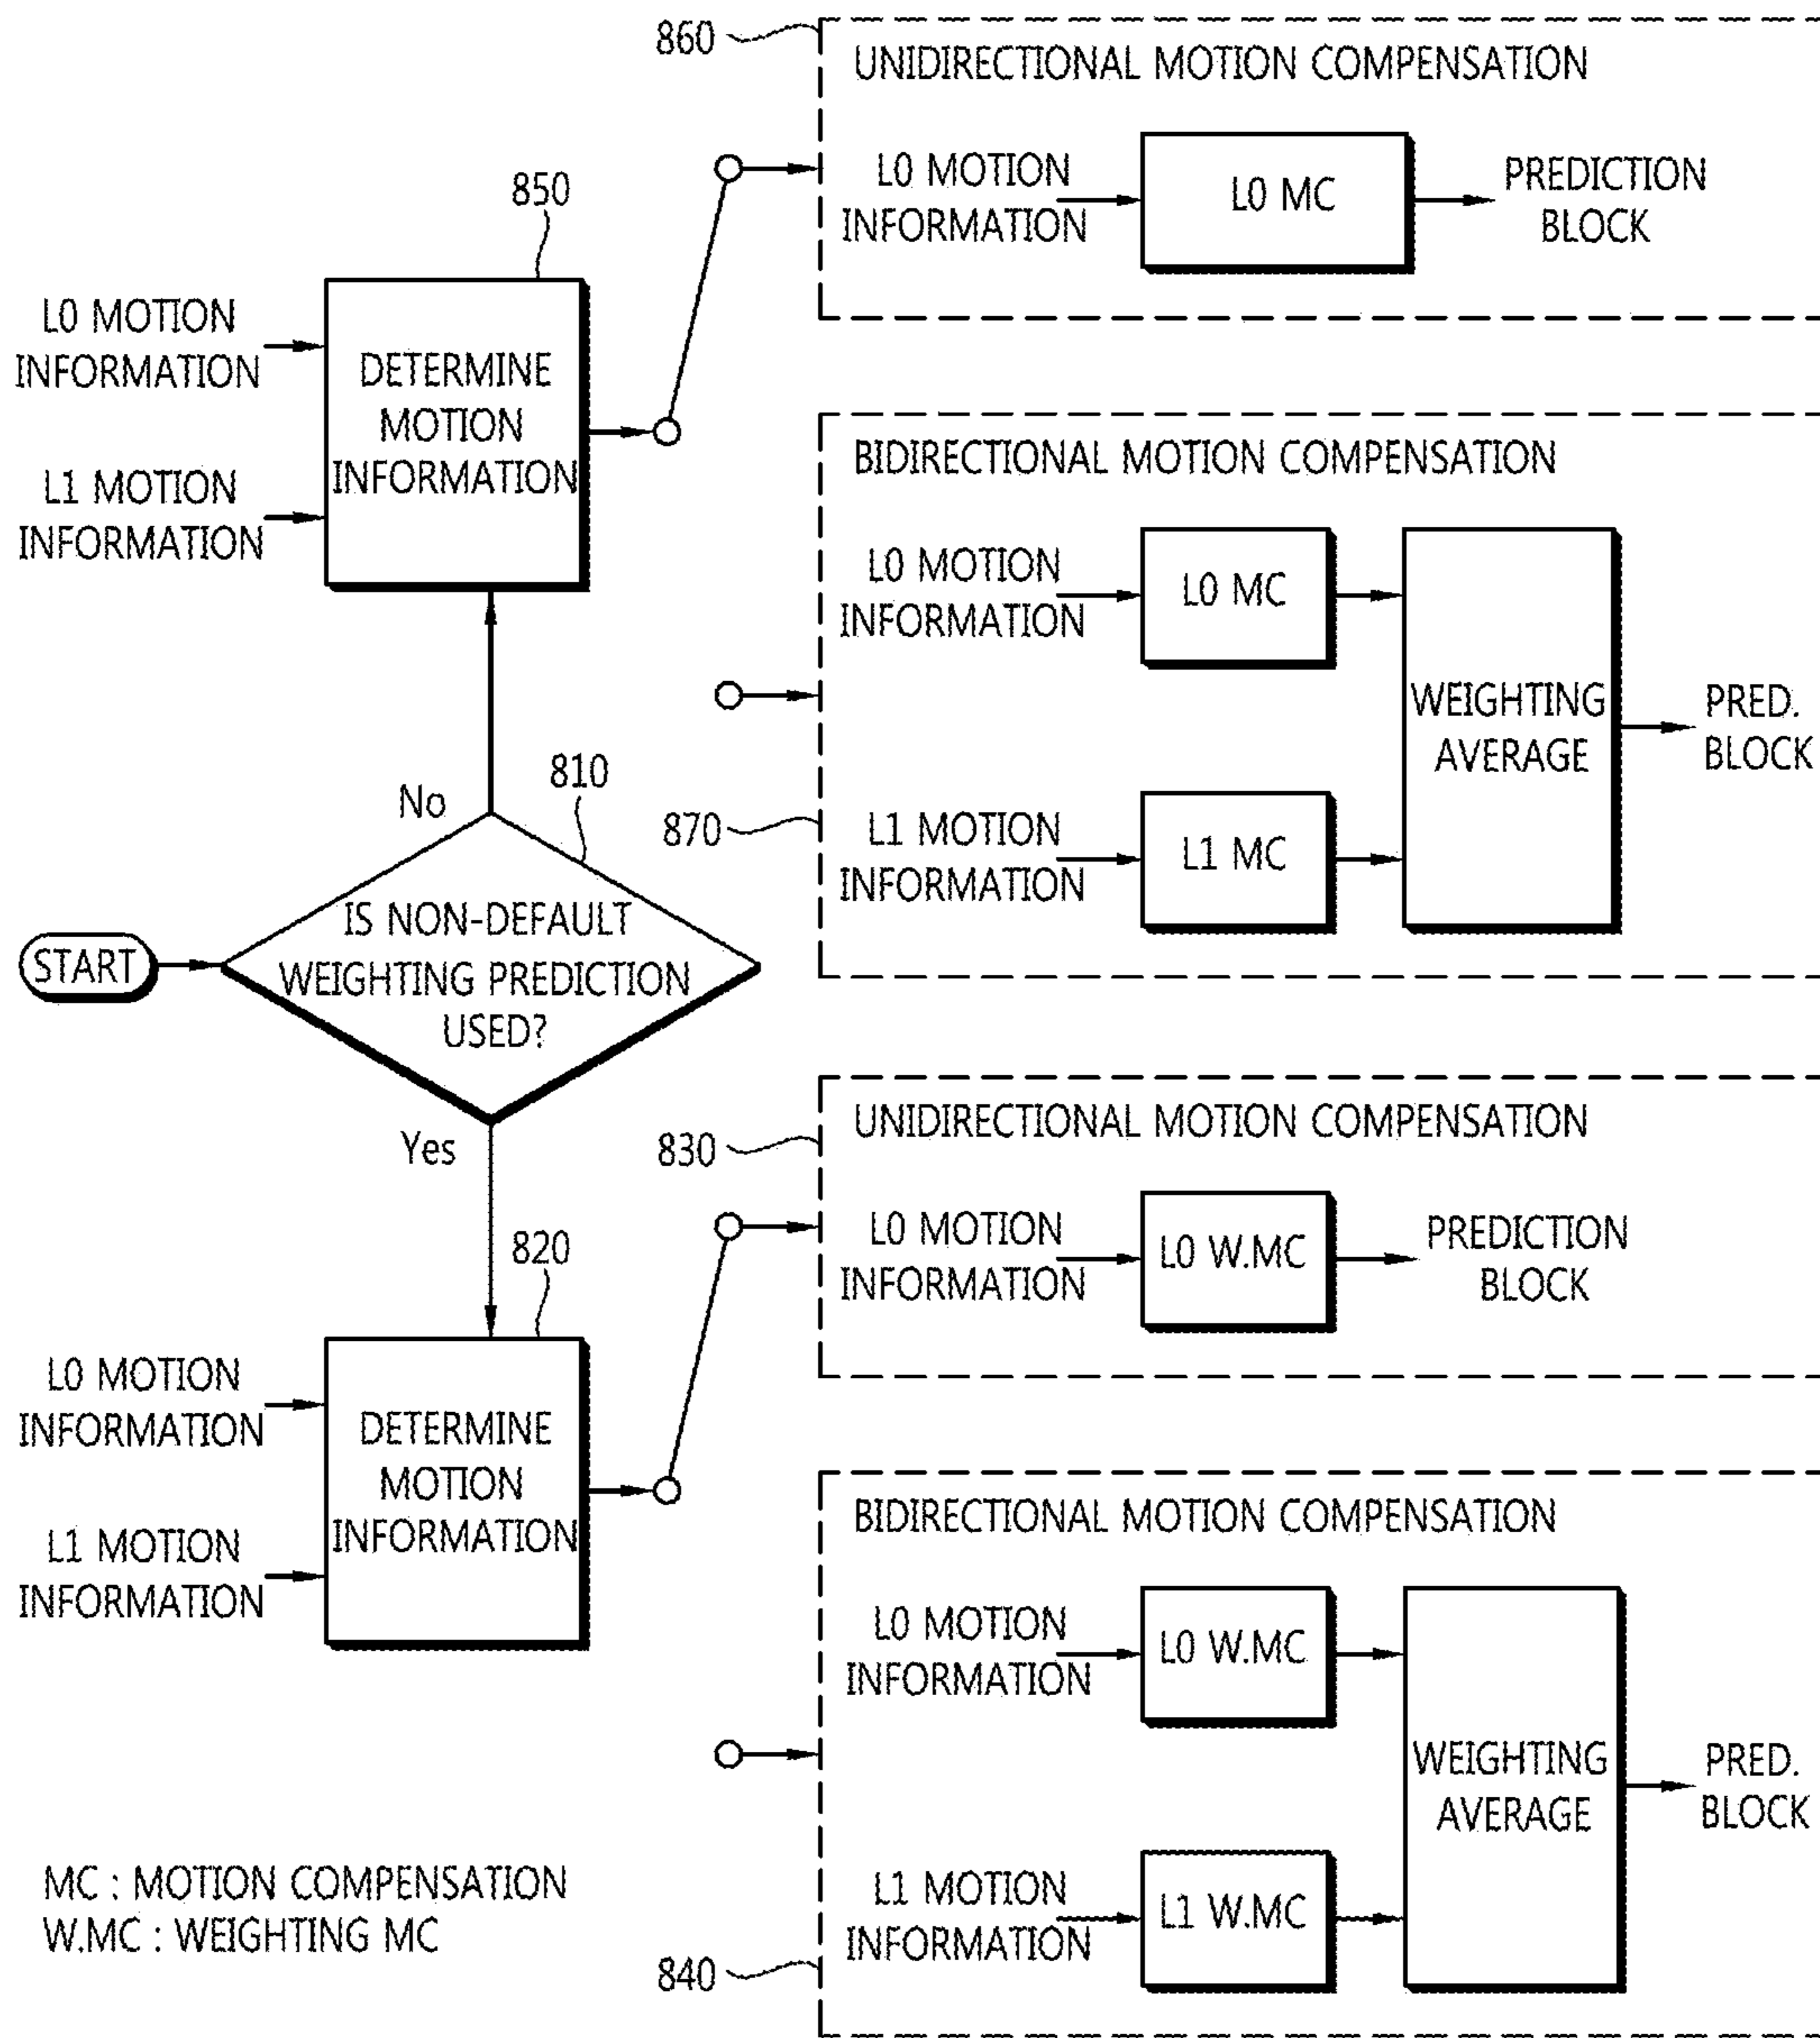 860
UNIDIRECTIONAL MOTION COMPENSATION
L0 MOTION
INFORMATION
L0 MC
PREDICTION
BLOCK
850
L0 MOTION
INFORMATION
L1 MOTION
INFORMATION
DETERMINE
MOTION
INFORMATION
BIDIRECTIONAL MOTION COMPENSATION
L0 MOTION
INFORMATION
L0 MC
WEIGHTING
AVERAGE
PRED.
BLOCK
870
L1 MOTION
INFORMATION
L1 MC
No
810
START
IS NON-DEFAULT
WEIGHTING PREDICTION
USED?
Yes
830
UNIDIRECTIONAL MOTION COMPENSATION
L0 MOTION
INFORMATION
L0 W.MC
PREDICTION
BLOCK
820
L0 MOTION
INFORMATION
L1 MOTION
INFORMATION
DETERMINE
MOTION
INFORMATION
BIDIRECTIONAL MOTION COMPENSATION
L0 MOTION
INFORMATION
L0 W.MC
WEIGHTING
AVERAGE
PRED.
BLOCK
L1 MOTION
INFORMATION
L1 W.MC
840
MC : MOTION COMPENSATION
W.MC : WEIGHTING MC